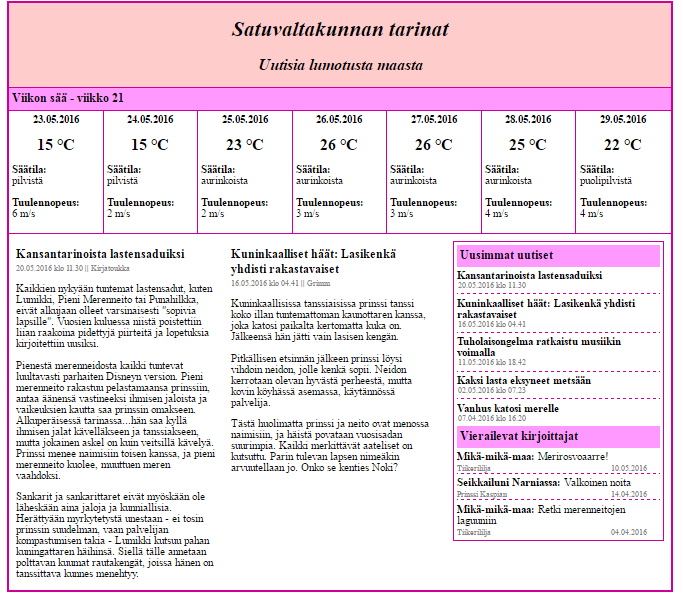 Satuvaltakunnan tarinat
Uutisia lumotusta maasta
Viikon sää - viikko 21
23.05.2016
15 °C
Säätila:
pilvistä
Tuulennopeus:
6 m/s
24.05.2016
15 °C
Säätila:
pilvistä
Tuulennopeus:
2 m/s
25.05.2016
23 °C
Säätila:
aurinkoista
Tuulennopeus:
2 m/s
26.05.2016
26 °C
Säätila:
aurinkoista
Tuulennopeus:
3 m/s
27.05.2016
26 °C
Säätila:
aurinkoista
Tuulennopeus:
3 m/s
28.05.2016
25 °C
Säätila:
aurinkoista
Tuulennopeus:
4 m/s
29.05.2016
22 °C
Säätila:
puolipilvistä
Tuulennopeus:
4 m/s
Kansantarinoista lastensaduiksi
20.05.2016 klo 11.30 || Kirjatoukka
Kaikkien nykyään tuntemat lastensadut, kuten
Lumikki, Pieni Merenneito tai Punahilkka,
eivät alkujaan olleet varsinaisesti "sopivia
lapsille". Vuosien kuluessa niistä poistettiin
liian raakoina pidettyjä piirteitä ja lopetuksia
kirjoitettiin uusiksi.
Pienestä merenneidosta kaikki tuntevat
luultavasti parhaiten Disneyn version. Pieni
merenneito rakastuu pelastamaansa prinssiin,
antaa äänensä vastineeksi ihmisen jaloista ja
vaikeuksien kautta saa prinssin omakseen.
Alkuperäisessä tarinassa...hän saa kyllä
ihmisen jalat kävelläkseen ja tanssiakseen,
mutta jokainen askel on kuin veitsillä kävelyä.
Prinssi menee naimisiin toisen kanssa, ja pieni
merenneito kuolee, muuttuen meren
vaahdoksi.
Sankarit ja sankarittaret eivät myöskään ole
läheskään aina jaloja ja kunniallisia.
Herättyään myrkytetystä unestaan - ei tosin
prinssin suudelman, vaan palvelijan
kompastumisen takia - Lumikki kutsuu pahan
kuningattaren häihinsä. Siellä tälle annetaan
polttavan kuumat rautakengät, joissa hänen on
tanssittava kunnes menehtyy.
Kuninkaalliset häät: Lasikenkä
yhdisti rakastavaiset
16.05.2016 klo 04.41 || Grimm
Kuninkaallisissa tanssiaisissa prinssi tanssi
koko illan tuntemattoman kaunottaren kanssa,
joka katosi paikalta kertomatta kuka on.
Jälkeensä hän jätti vain lasisen kengän.
Pitkällisen etsinnän jälkeen prinssi löysi
vihdoin neidon, jolle kenkä sopii. Neidon
kerrotaan olevan hyvästä perheestä, mutta
kovin köyhässä asemassa, käytännössä
palvelija.
Tästä huolimatta prinssi ja neito ovat menossa
naimisiin, ja häistä povataan vuosisadan
suurimpia. Kaikki merkittävät aateliset on
kutsuttu. Parin tulevan lapsen nimeäkin
arvuutellaan jo. Onko se kenties Noki?
Uusimmat uutiset
Kansantarinoista lastensaduiksi
20.05.2016 klo 11.30
Kuninkaalliset häät: Lasikenkä yhdisti
rakastavaiset
16.05.2016 klo 04.41
Tuholaisongelma ratkaistu musiikin
voimalla
11.05.2016 klo 18.42
Kaksi lasta eksyneet metsään
02.05.2016 klo 07.23
Vanhus katosi merelle
07.04.2016 klo 16.20
Vierailevat kirjoittajat
Mikä-mikä-maa: Merirosvoaarre!
Tiikerililja 10.05.2016
Seikkailuni Narniassa: Valkoinen noita
Prinssi Kaspian 14.04.2016
Mikä-mikä-maa: Retki merenneitojen
laguuniin
Tiikerililja 04.04.2016